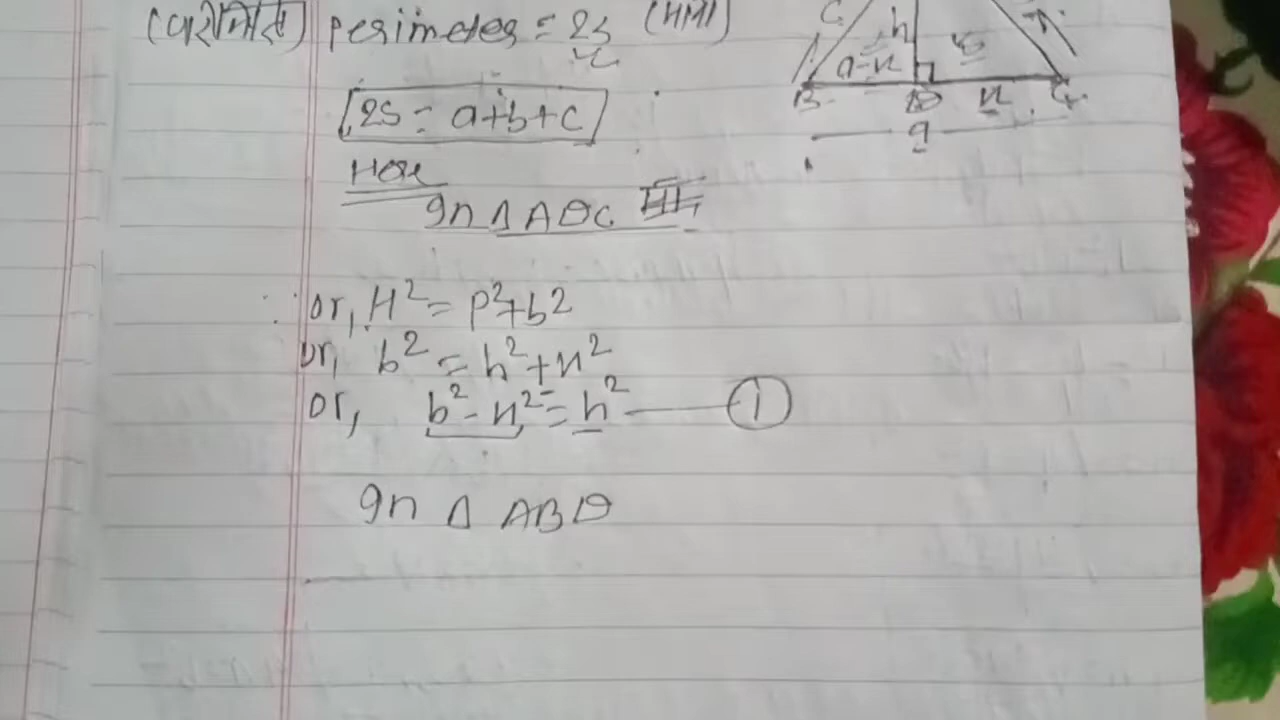 (परिमिति) perimeter = 2s
2s = a+b+c
Here
In Δ ADC
or, H² = p²+b2
or, b² = h²+x²
or, b²-x² = h² — ①
In Δ ABD
C
h
a-x
B D x C
a